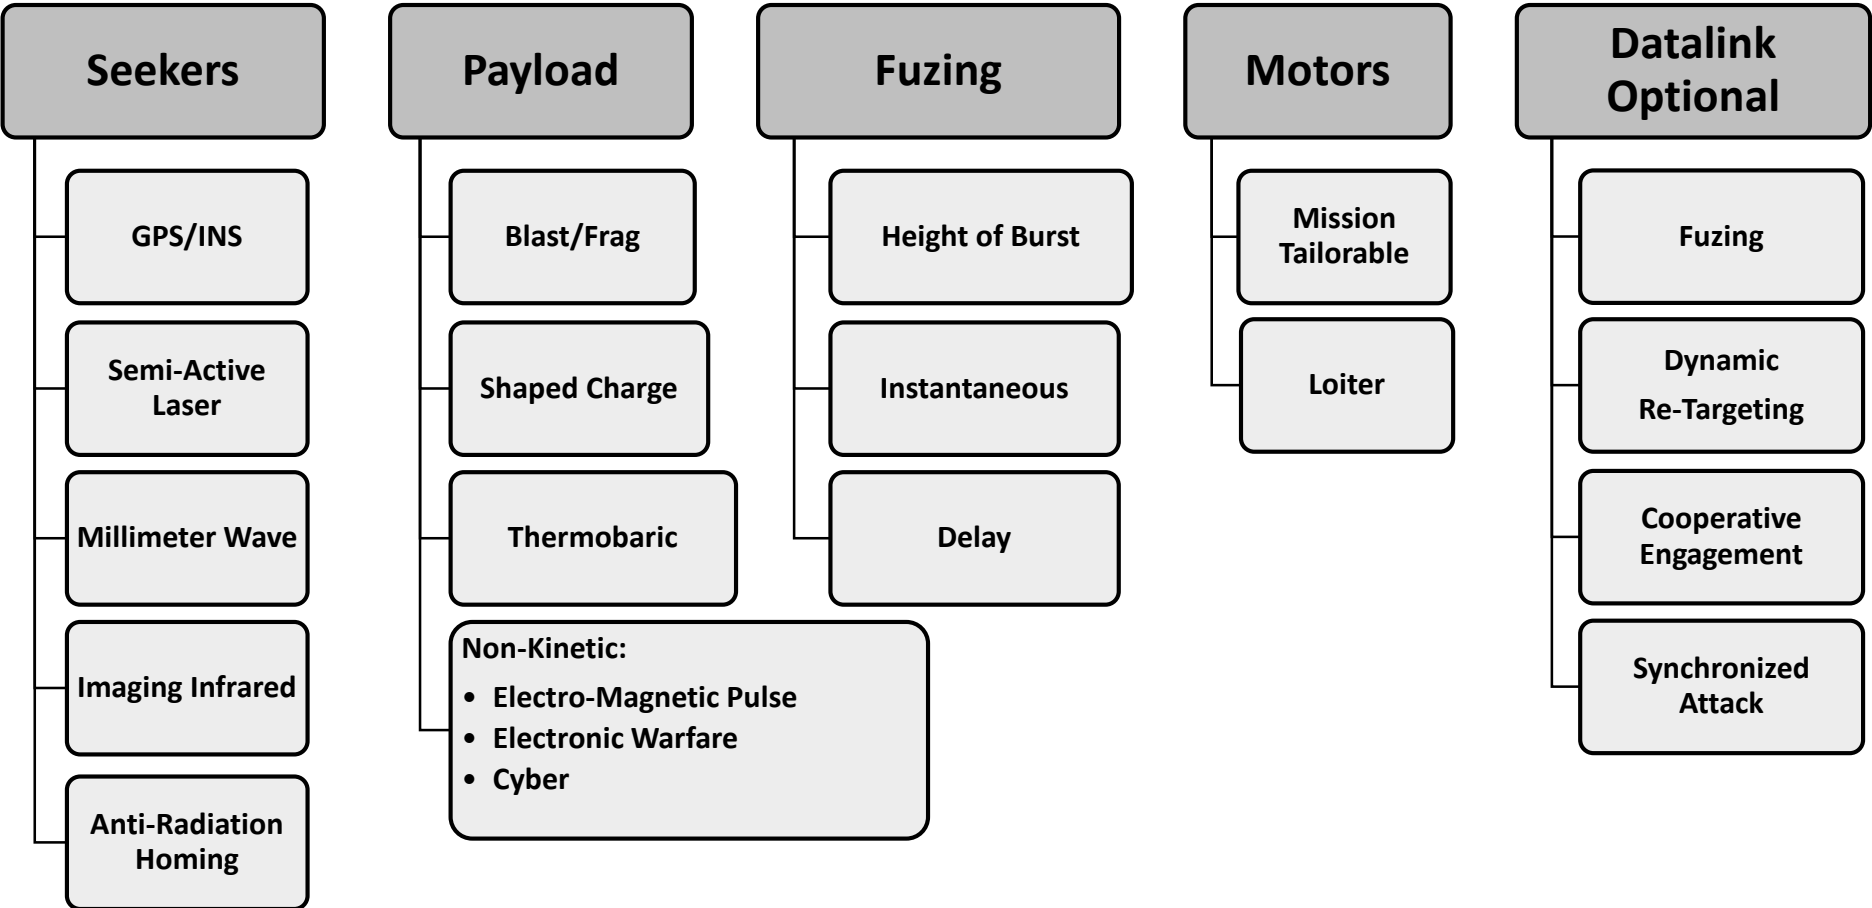 Seekers
GPS/INS
Semi-Active
Laser
Millimeter Wave
Imaging Infrared
Anti-Radiation
Homing
Payload
Blast/Frag
Shaped Charge
Thermobaric
Non-Kinetic:
• Electro-Magnetic Pulse
• Electronic Warfare
• Cyber
Fuzing
Height of Burst
Instantaneous
Delay
Motors
Mission
Tailorable
Loiter
Datalink
Optional
Fuzing
Dynamic
Re-Targeting
Cooperative
Engagement
Synchronized
Attack